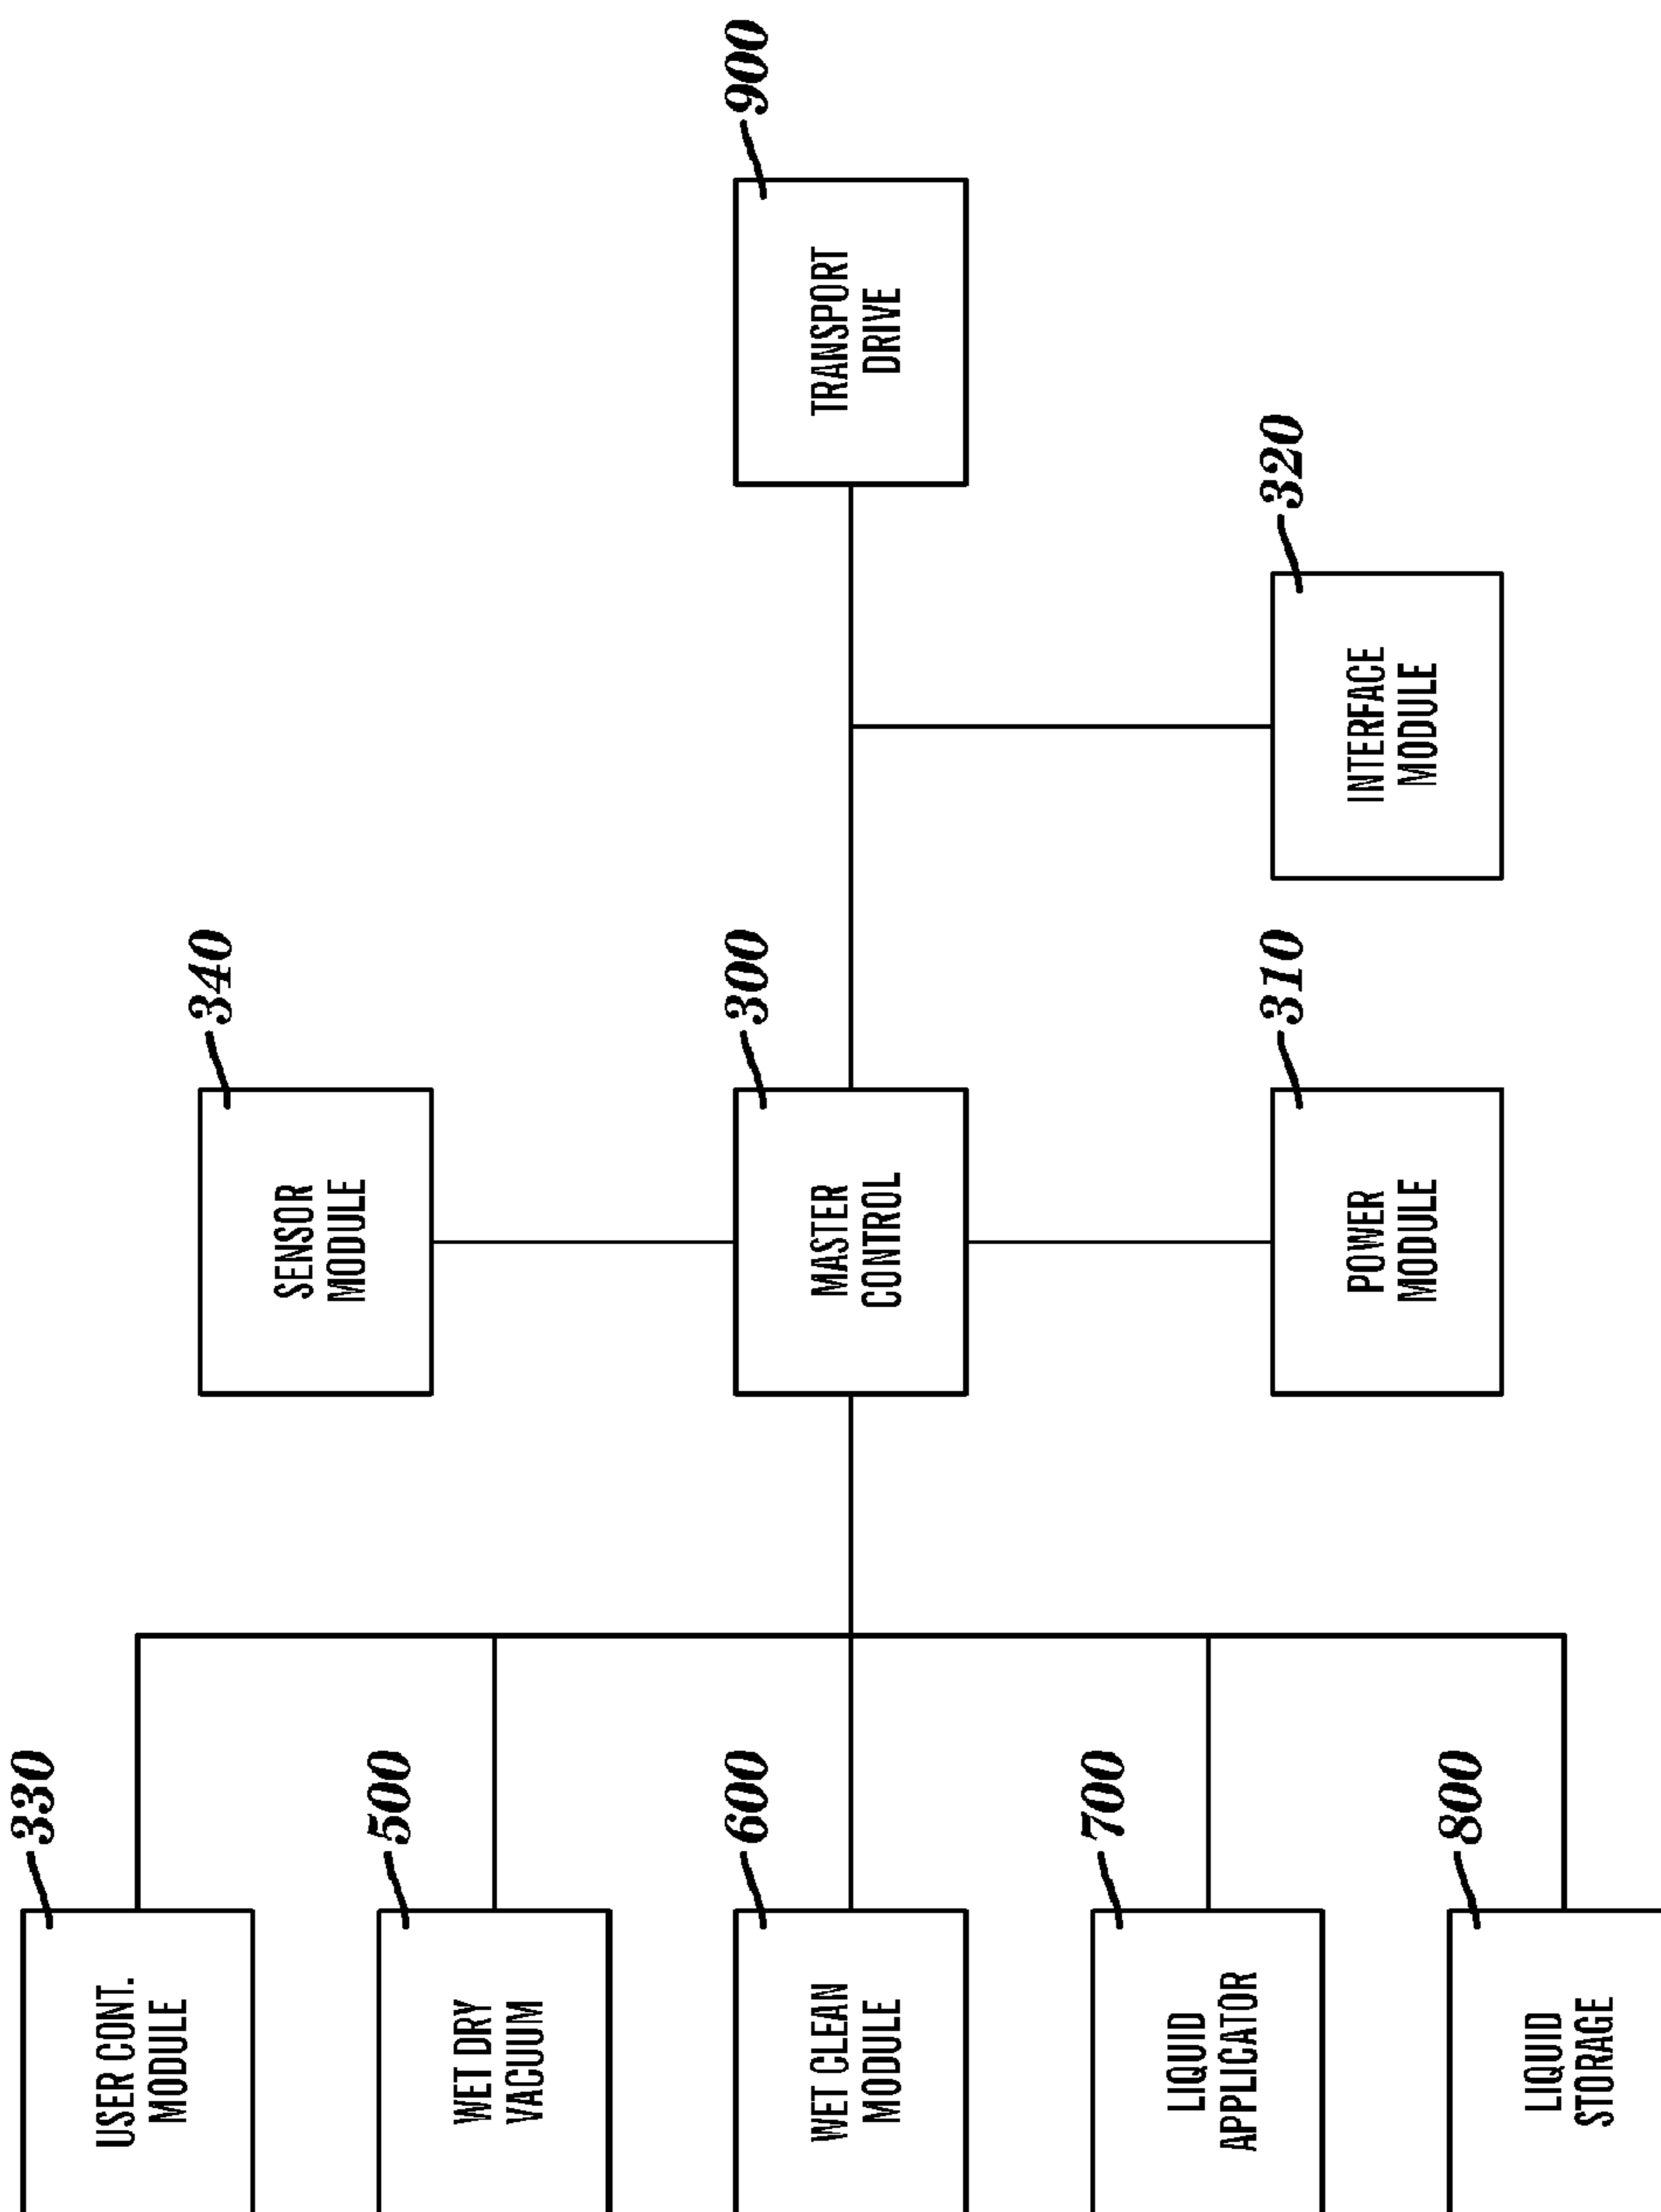 330
USER CONT.
MODULE
340
SENSOR
MODULE
500
WET DRY
VACUUM
600
WET CLEAN
MODULE
300
MASTER
CONTROL
900
TRANSPORT
DRIVE
700
LIQUID
APPLICATOR
310
POWER
MODULE
320
INTERFACE
MODULE
800
LIQUID
STORAGE